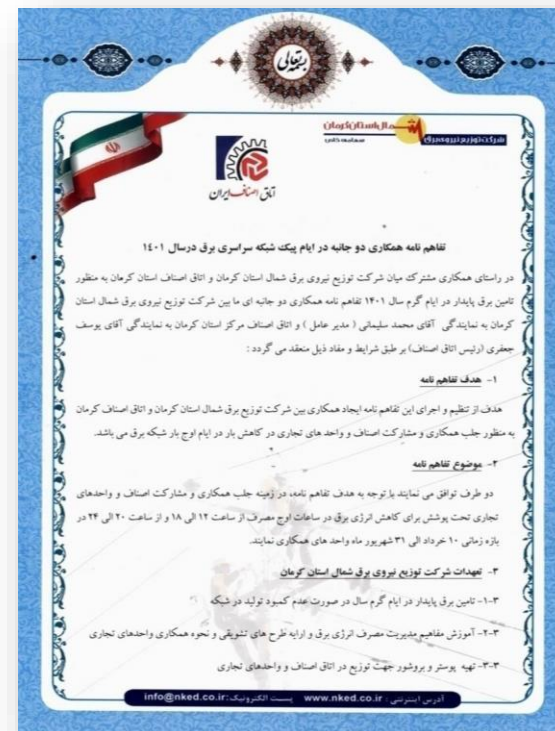 بسمه تعالی
شمال استان کرمان
شرکت توزیع نیروی برق
سهامی خاص
اتاق اصناف ایران
تفاهم نامه همکاری دو جانبه در ایام پیک شبکه سراسری برق درسال ۱٤۰۱
در راستای همکاری مشترک میان شرکت توزیع نیروی برق شمال استان کرمان و اتاق اصناف استان کرمان به منظور
تامین برق پایدار در ایام گرم سال ۱۴۰۱ تفاهم نامه همکاری دو جانبه ای ما بین شرکت توزیع نیروی برق شمال استان
کرمان به نمایندگی آقای محمد سلیمانی ( مدیر عامل ) و اتاق اصناف مرکز استان کرمان به نمایندگی آقای یوسف
جعفری (رئیس اتاق اصناف) بر طبق شرایط و مفاد ذیل منعقد می گردد :
۱- هدف تفاهم نامه
هدف از تنظیم و اجرای این تفاهم نامه ایجاد همکاری بین شرکت توزیع برق شمال استان کرمان و اتاق اصناف کرمان
به منظور جلب همکاری و مشارکت اصناف و واحد های تجاری در کاهش بار در ایام اوج بار شبکه برق می باشد.
۲- موضوع تفاهم نامه
دو طرف توافق می نمایند با توجه به هدف تفاهم نامه، در زمینه جلب همکاری و مشارکت اصناف و واحدهای
تجاری تحت پوشش برای کاهش انرژی برق در ساعات اوج مصرف از ساعت ۱۲ الی ۱۸ و از ساعت ۲۰ الی ۲۴ در
بازه زمانی ۱۰ خرداد الی ۳۱ شهریور ماه واحد های همکاری نمایند.
۳- تعهدات شرکت توزیع نیروی برق شمال استان کرمان
۳-۱- تامین برق پایدار در ایام گرم سال در صورت عدم کمبود تولید در شبکه
۳-۲- آموزش مفاهیم مدیریت مصرف انرژی برق و ارایه طرح های تشویقی و نحوه همکاری واحدهای تجاری
۳-۳- تهیه پوستر و بروشور جهت توزیع در اتاق اصناف و واحدهای تجاری
آدرس اینترنتی : www.nked.co.ir پست الکترونیک: info@nked.co.ir